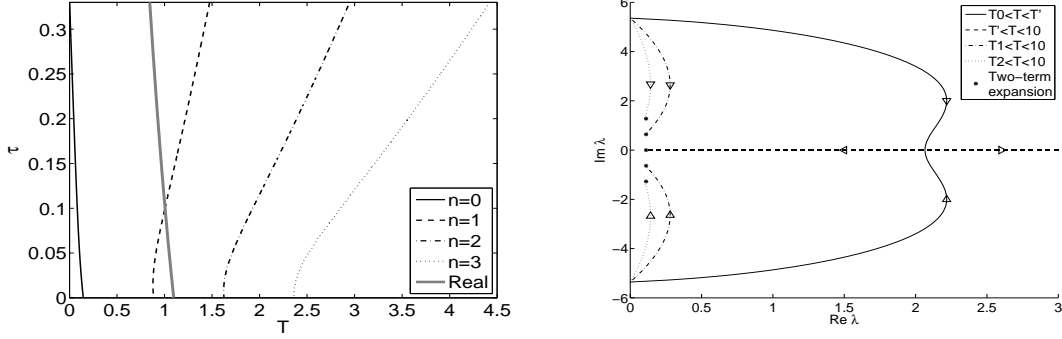 0.3
0.25
0.2
0.15
0.1
0.05
0
τ
0 0.5 1 1.5 2 2.5 3 3.5 4 4.5
T
n=0
n=1
n=2
n=3
Real
6
4
2
0
−2
−4
−6
Im λ
0 0.5 1 1.5 2 2.5 3
Re λ
T0<T<T'
T'<T<10
T1<T<10
T2<T<10
Two−term
expansion